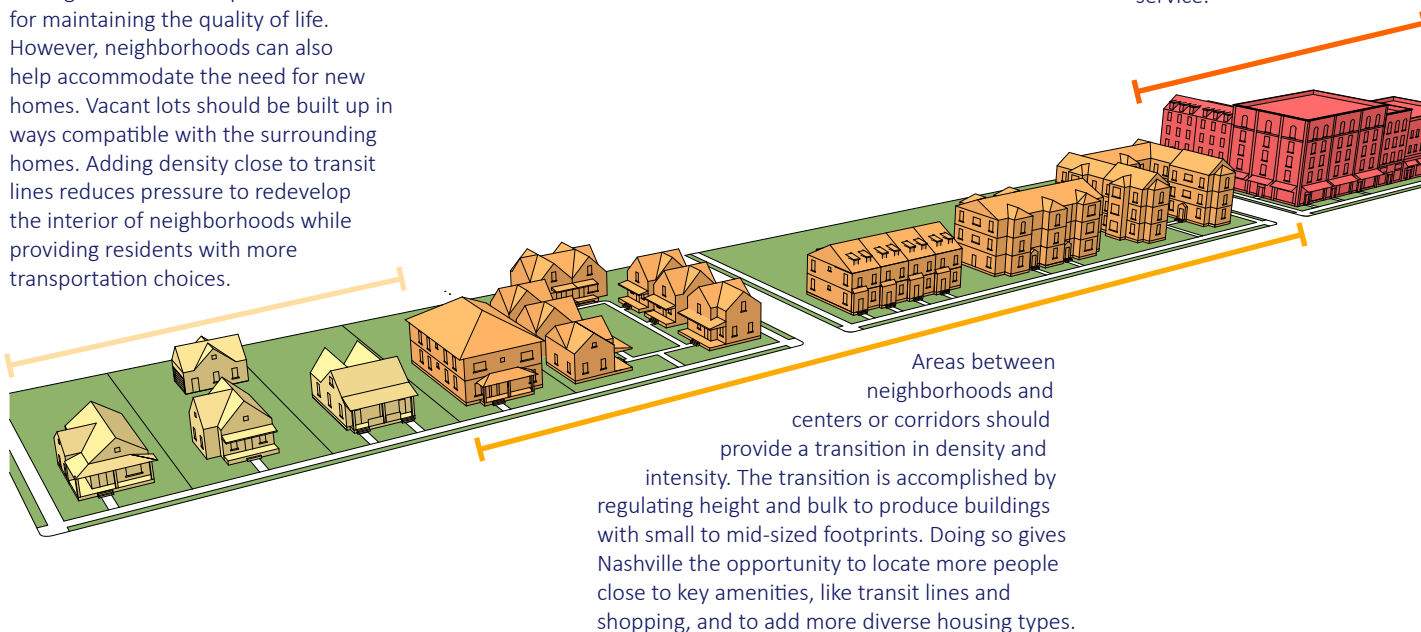 for maintaining the quality of life.
However, neighborhoods can also
help accommodate the need for new
homes. Vacant lots should be built up in
ways compatible with the surrounding
homes. Adding density close to transit
lines reduces pressure to redevelop
the interior of neighborhoods while
providing residents with more
transportation choices.
service.
Areas between
neighborhoods and
centers or corridors should
provide a transition in density and
intensity. The transition is accomplished by
regulating height and bulk to produce buildings
with small to mid-sized footprints. Doing so gives
Nashville the opportunity to locate more people
close to key amenities, like transit lines and
shopping, and to add more diverse housing types.